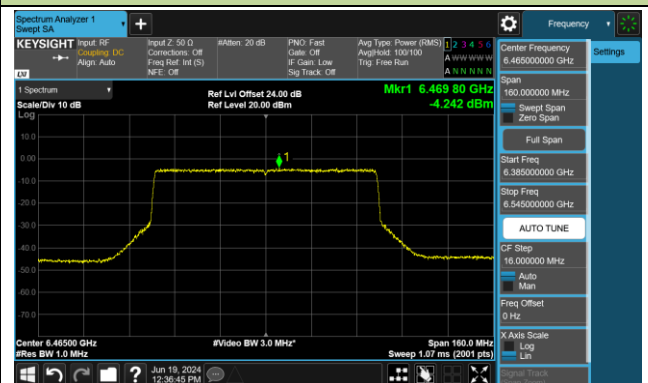 Spectrum Analyzer 1
Swept SA
Frequency
KEYSIGHT
Input: RF
Coupling: DC
Align: Auto
Input Z: 50 Ω
Corrections: Off
Freq Ref: Int (S)
NFE: Off
#Atten: 20 dB
PNO: Fast
Gate: Off
IF Gain: Low
Sig Track: Off
Avg Type: Power (RMS)
Avg|Hold: 100/100
Trig: Free Run
1 2 3 4 5 6
A W W W W W
A N N N N N
LXI
Settings
1 Spectrum
Scale/Div 10 dB
Log
Ref Lvl Offset 24.00 dB
Ref Level 20.00 dBm
Mkr1 6.469 80 GHz
-4.242 dBm
1
10.0
0.00
-10.0
-20.0
-30.0
-40.0
-50.0
-60.0
-70.0
Center 6.46500 GHz
#Res BW 1.0 MHz
#Video BW 3.0 MHz*
Span 160.0 MHz
Sweep 1.07 ms (2001 pts)
Center Frequency
6.465000000 GHz
Span
160.000000 MHz
Swept Span
Zero Span
Full Span
Start Freq
6.385000000 GHz
Stop Freq
6.545000000 GHz
AUTO TUNE
CF Step
16.000000 MHz
Auto
Man
Freq Offset
0 Hz
X Axis Scale
Log
Lin
Signal Track
Jun 19, 2024
12:36:45 PM